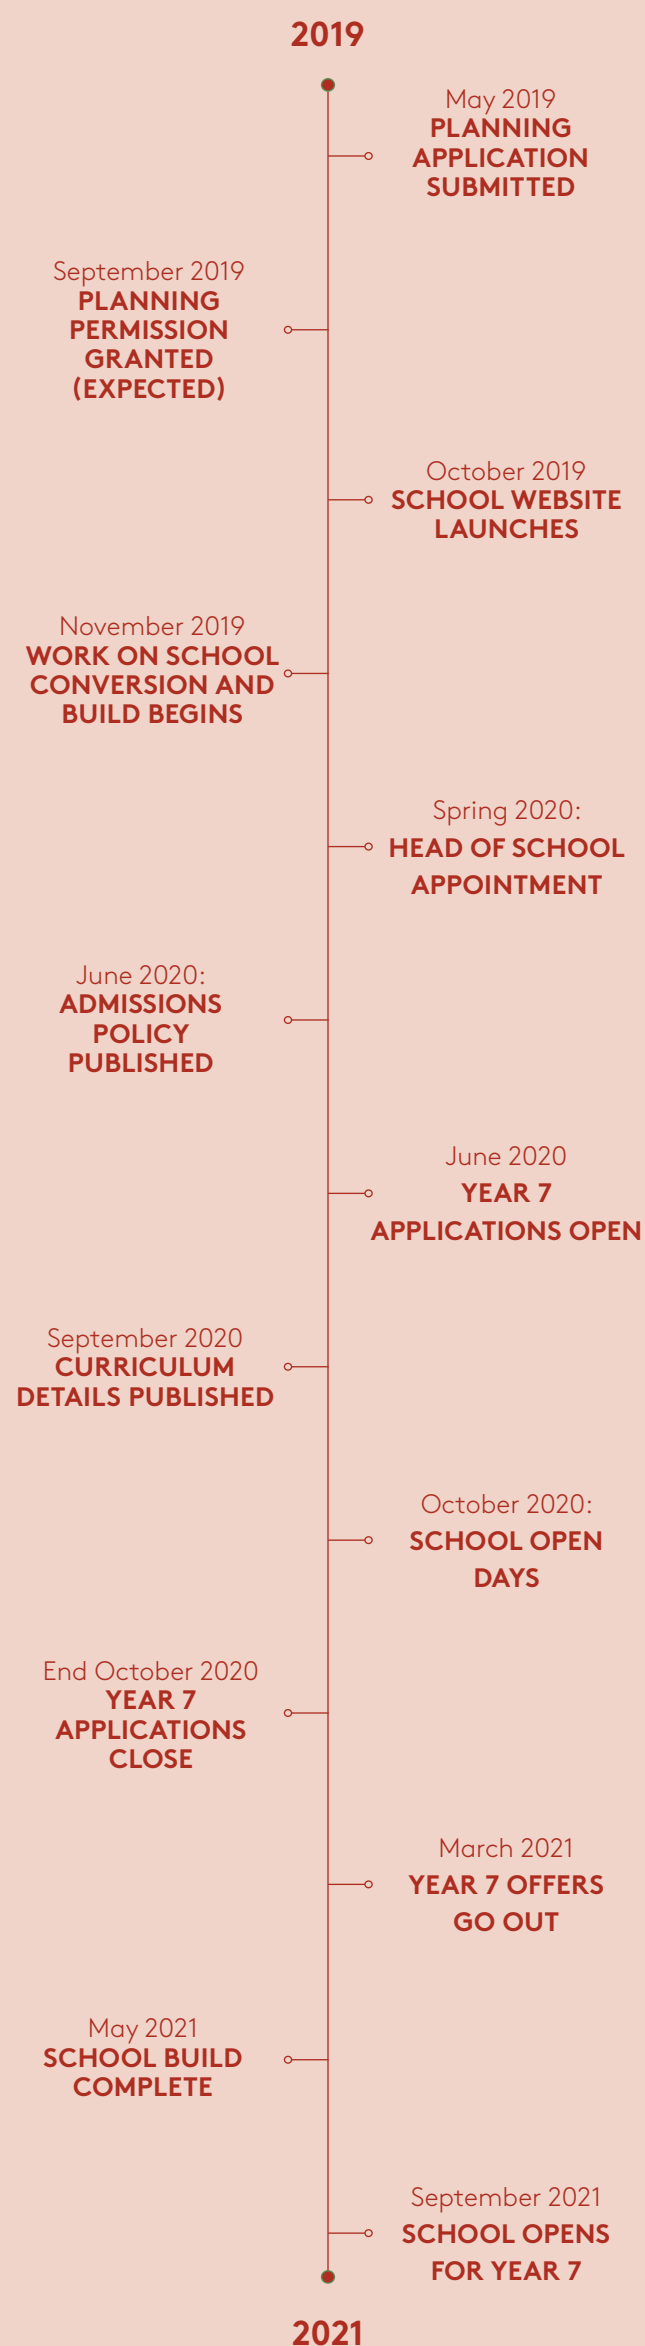 2019
May 2019
PLANNING
APPLICATION
SUBMITTED
September 2019
PLANNING
PERMISSION
GRANTED
(EXPECTED)
October 2019
SCHOOL WEBSITE
LAUNCHES
November 2019
WORK ON SCHOOL
CONVERSION AND
BUILD BEGINS
Spring 2020:
HEAD OF SCHOOL
APPOINTMENT
June 2020:
ADMISSIONS
POLICY
PUBLISHED
June 2020
YEAR 7
APPLICATIONS OPEN
September 2020
CURRICULUM
DETAILS PUBLISHED
October 2020:
SCHOOL OPEN
DAYS
End October 2020
YEAR 7
APPLICATIONS
CLOSE
March 2021
YEAR 7 OFFERS
GO OUT
May 2021
SCHOOL BUILD
COMPLETE
September 2021
SCHOOL OPENS
FOR YEAR 7
2021